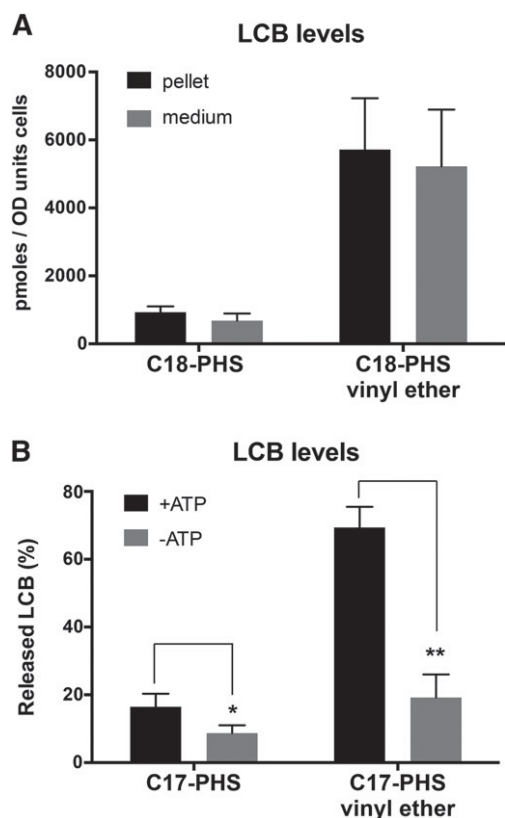 A
LCB levels
pellet
medium
pmoles / OD units cells
8000
6000
4000
2000
0
C18-PHS
C18-PHS
vinyl ether
B
LCB levels
+ATP
-ATP
Released LCB (%)
80
60
40
20
0
*
**
C17-PHS
C17-PHS
vinyl ether